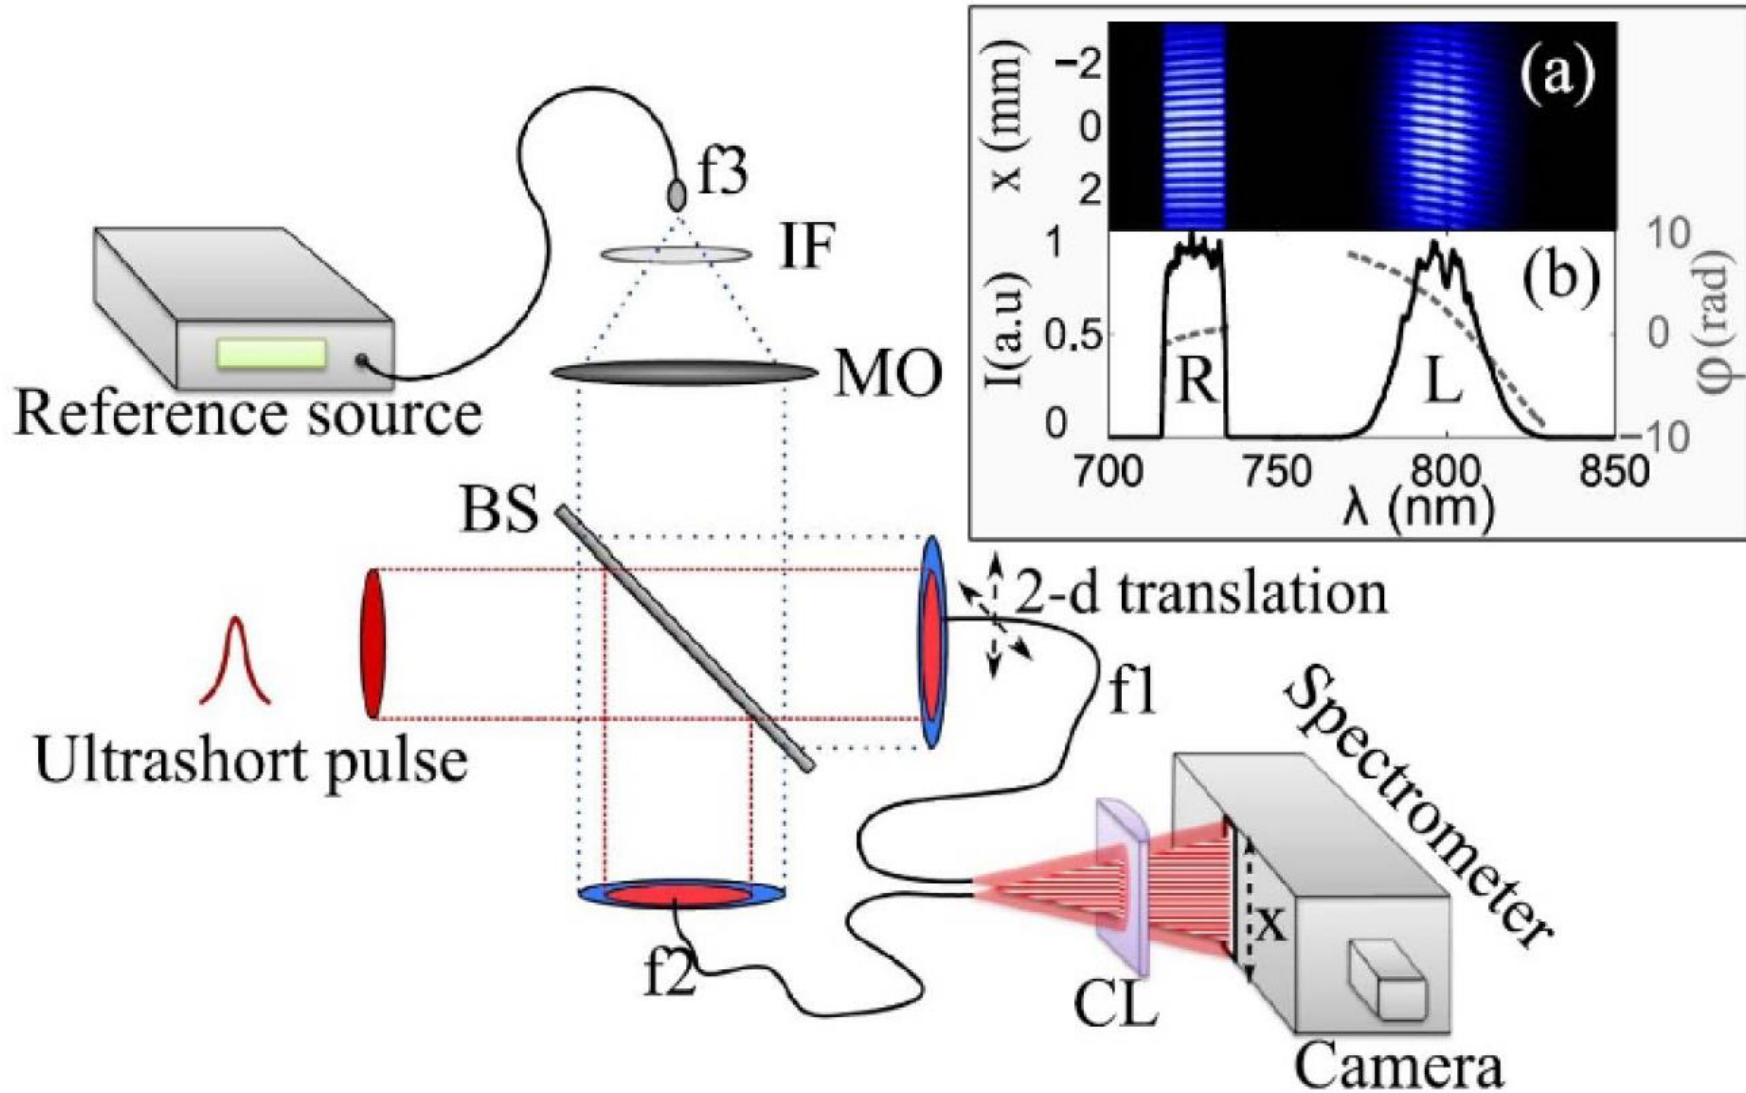 f3
IF
MO
Reference source
BS
Ultrashort pulse
2-d translation
f1
f2
CL
X
Spectrometer
Camera
(a)
x (mm)
−2
0
2
(b)
I(a.u)
1
0.5
0
R
L
10
0
−10
φ(rad)
700
750
800
850
λ (nm)